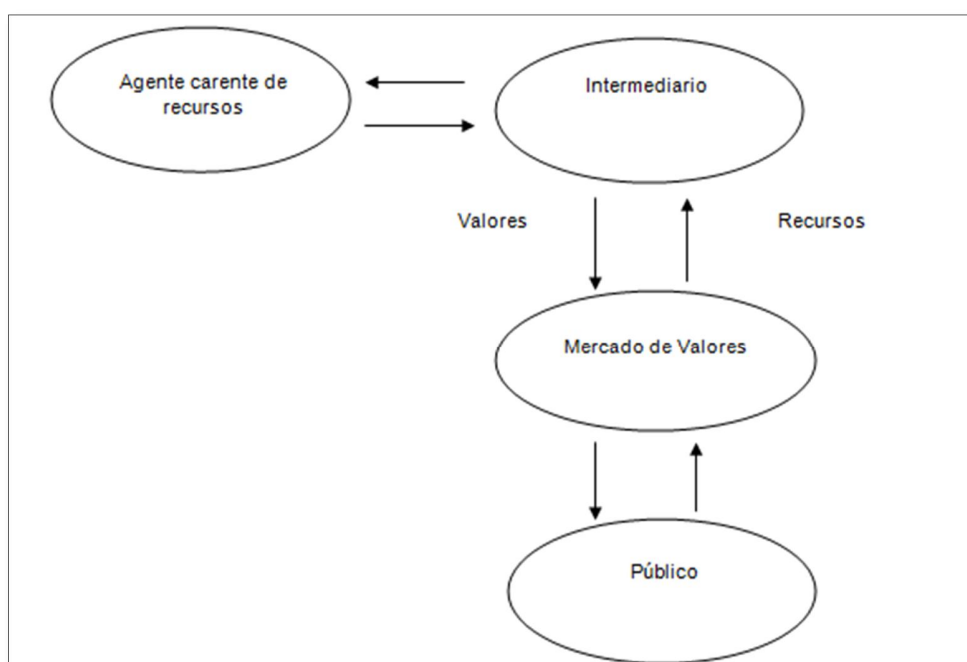 Agente carente de
recursos
Intermediario
Valores
Recursos
Mercado de Valores
Público